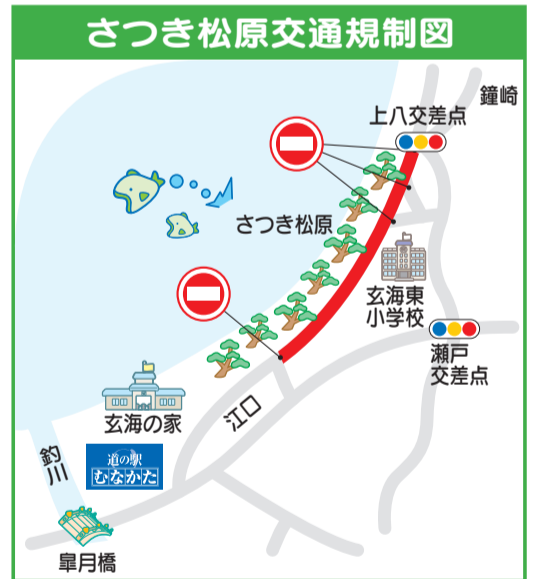 さつき松原交通規制図
鐘崎
上八交差点
さつき松原
玄海東
小学校
瀬戸
交差点
江口
玄海の家
釣川
道の駅
むなかた
皐月橋